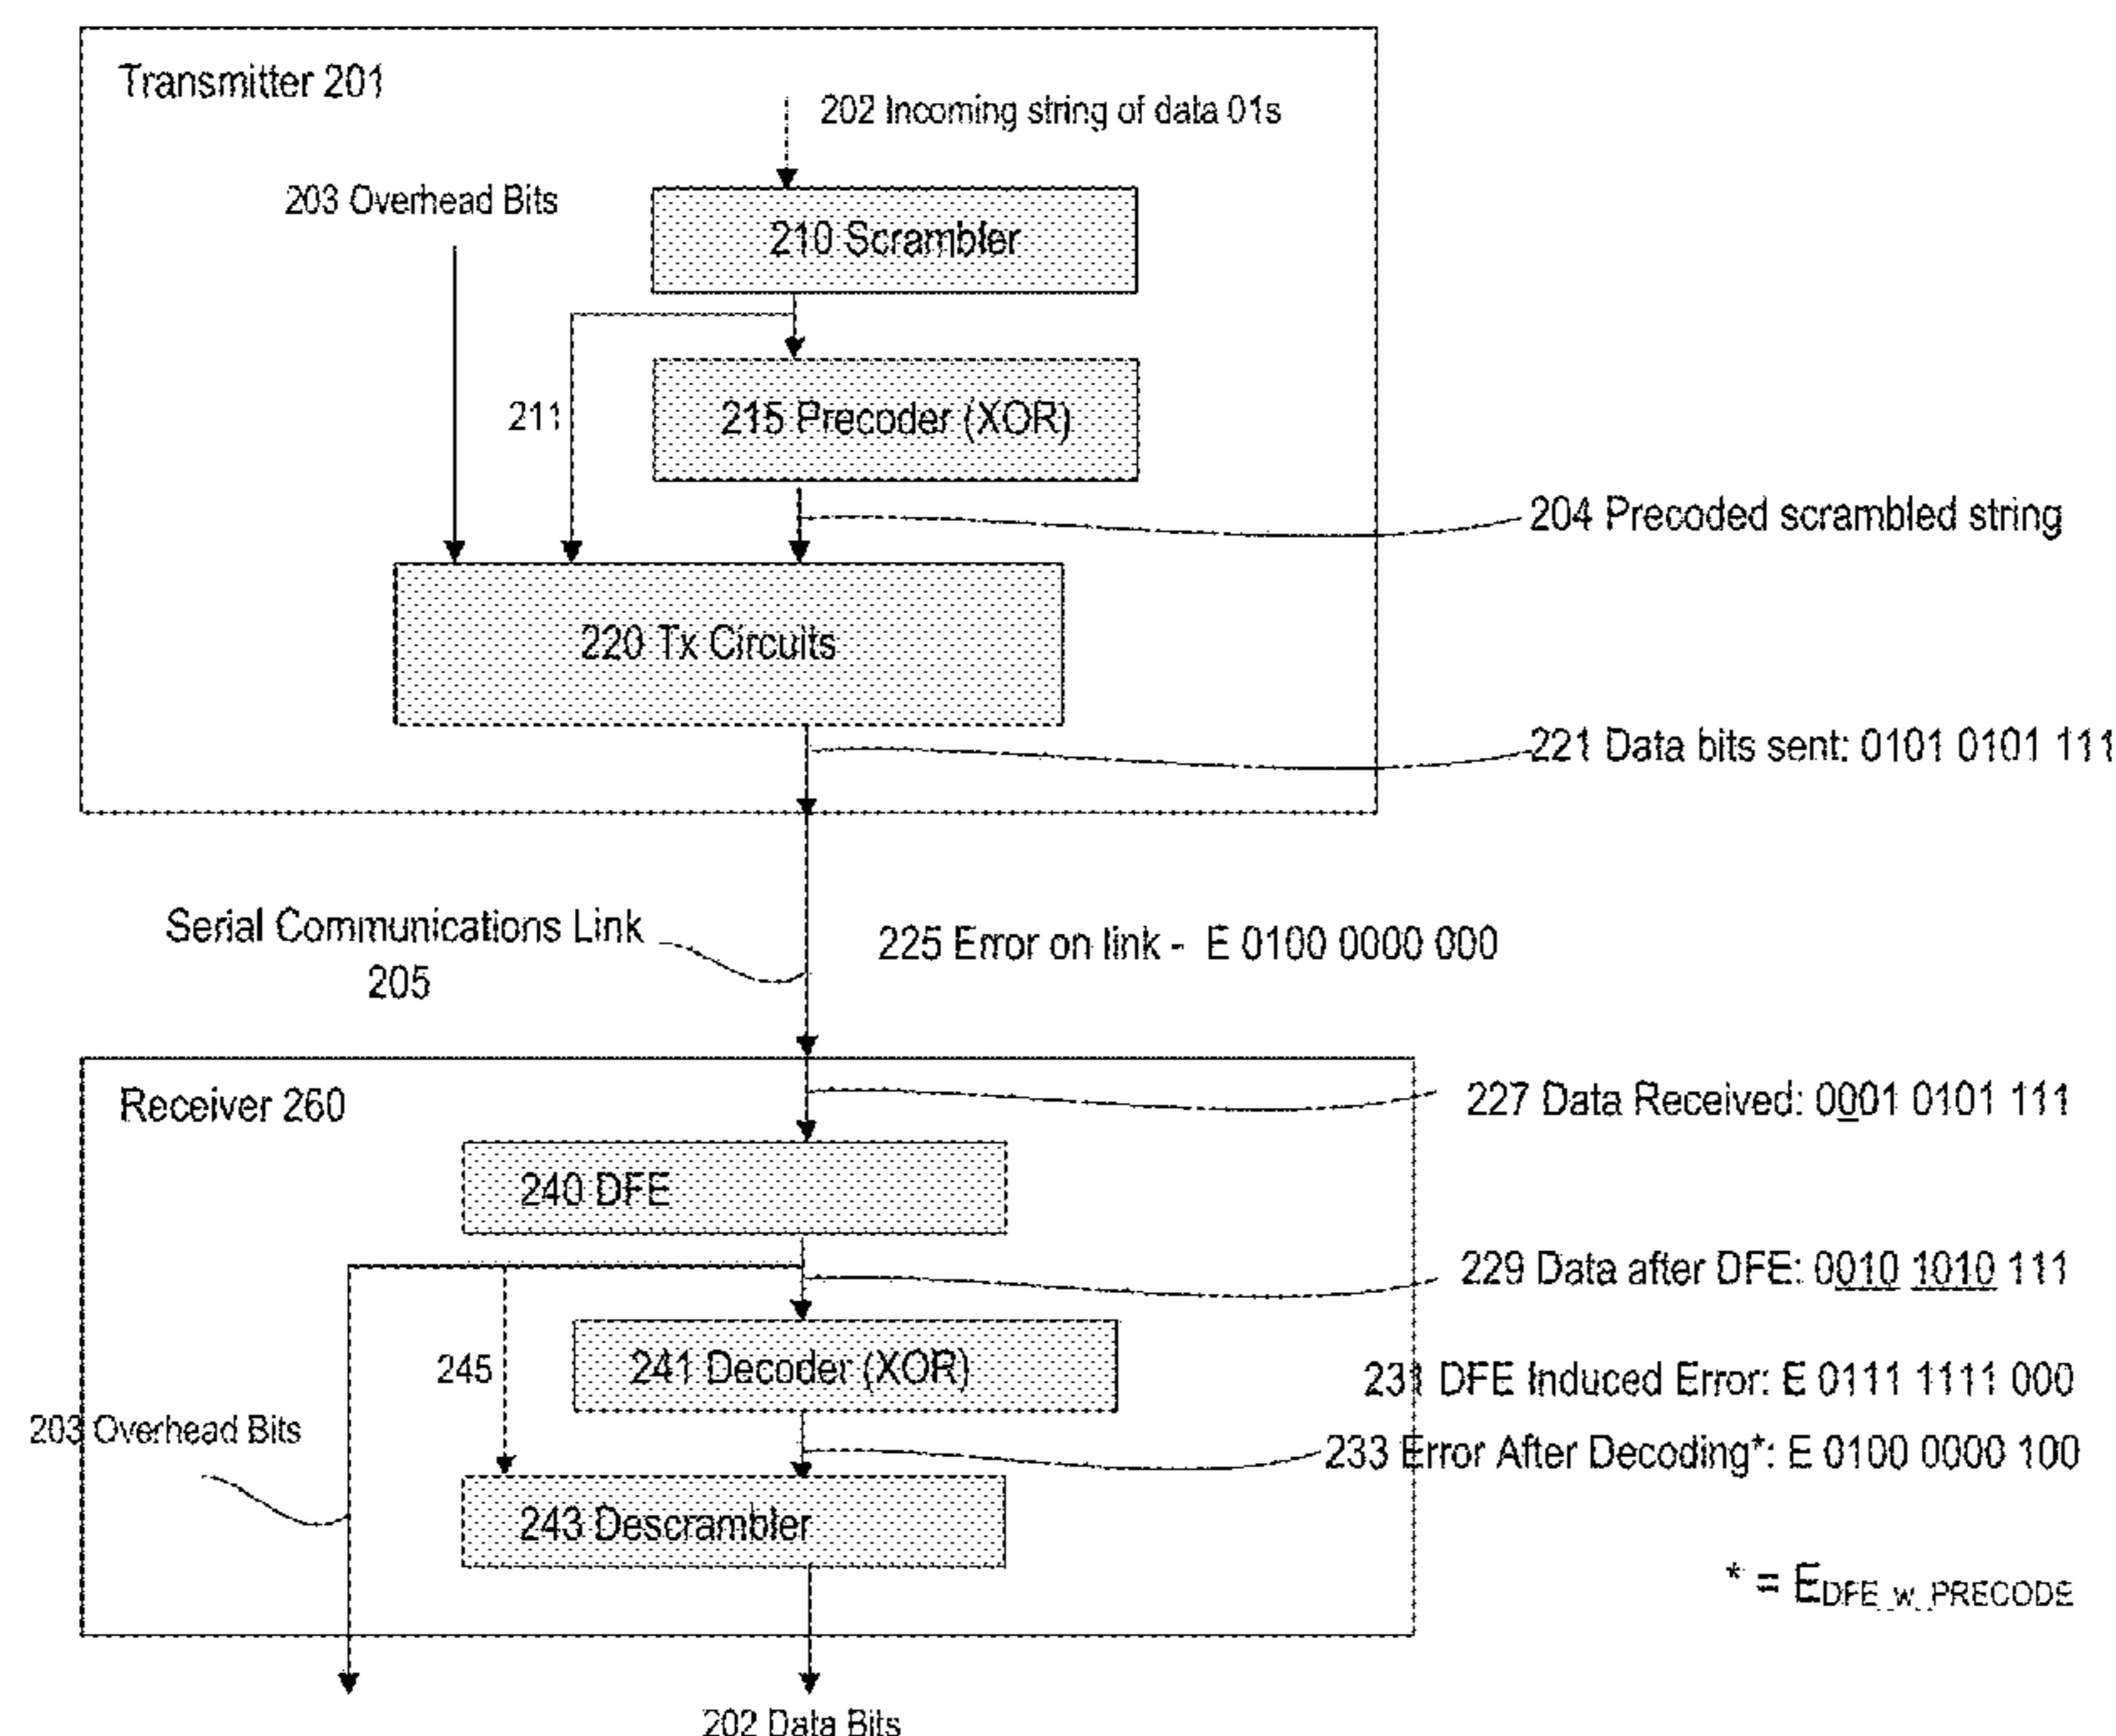 Transmitter 201
202 Incoming string of data 01s
203 Overhead Bits
210 Scrambler
211
215 Precoder (XOR)
204 Precoded scrambled string
220 Tx Circuits
221 Data bits sent: 0101 0101 111
Serial Communications Link
205
225 Error on link - E 0100 0000 000
Receiver 260
227 Data Received: 0001 0101 111
240 DFE
229 Data after DFE: 0010 1010 111
245
241 Decoder (XOR)
231 DFE Induced Error: E 0111 1111 000
203 Overhead Bits
233 Error After Decoding*: E 0100 0000 100
243 Descrambler
* = EDFE_w_PRECODE
202 Data Bits